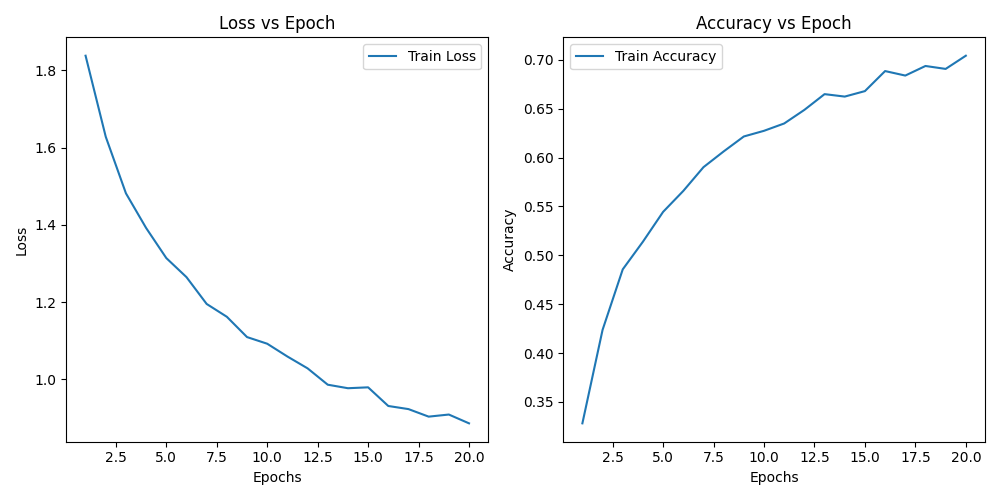 Loss vs Epoch
Train Loss
1.8
1.6
1.4
1.2
1.0
Loss
2.5 5.0 7.5 10.0 12.5 15.0 17.5 20.0
Epochs
Accuracy vs Epoch
Train Accuracy
0.70
0.65
0.60
0.55
0.50
0.45
0.40
0.35
Accuracy
2.5 5.0 7.5 10.0 12.5 15.0 17.5 20.0
Epochs